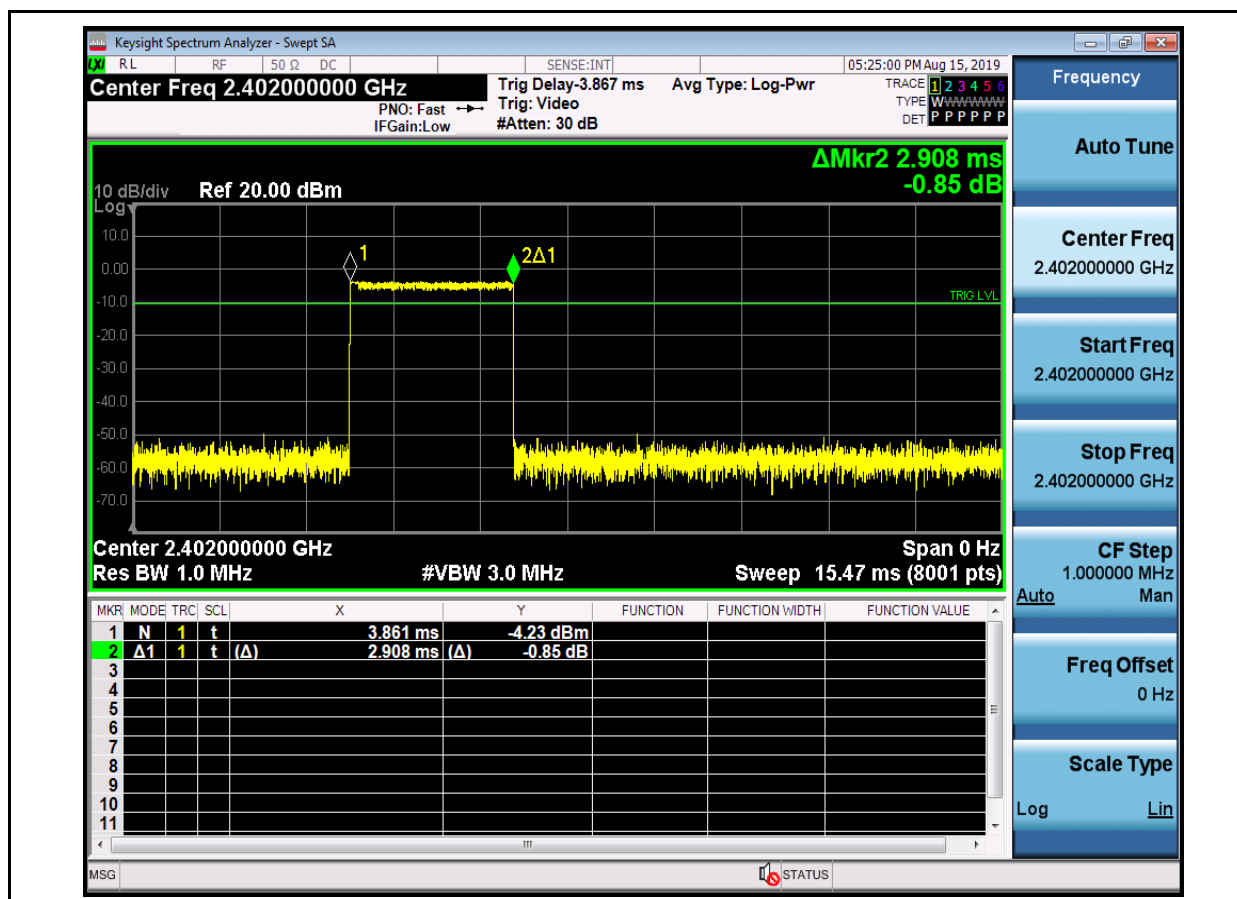 Keysight Spectrum Analyzer - Swept SA
LXI RL RF 50 Ω DC SENSE:INT 05:25:00 PM Aug 15, 2019
Center Freq 2.402000000 GHz
PNO: Fast
IFGain:Low
Trig Delay-3.867 ms
Trig: Video
#Atten: 30 dB
Avg Type: Log-Pwr
TRACE 1 2 3 4 5 6
TYPE WWWWWW
DET P P P P P P
ΔMkr2 2.908 ms
-0.85 dB
10 dB/div Ref 20.00 dBm
Log
10.0
0.00
-10.0
-20.0
-30.0
-40.0
-50.0
-60.0
-70.0
1
2Δ1
TRIG LVL
Center 2.402000000 GHz Span 0 Hz
Res BW 1.0 MHz #VBW 3.0 MHz Sweep 15.47 ms (8001 pts)
MKR MODE TRC SCL X Y FUNCTION FUNCTION WIDTH FUNCTION VALUE
1 N 1 t 3.861 ms -4.23 dBm
2 Δ1 1 t (Δ) 2.908 ms (Δ) -0.85 dB
3
4
5
6
7
8
9
10
11
MSG STATUS
Frequency
Auto Tune
Center Freq
2.402000000 GHz
Start Freq
2.402000000 GHz
Stop Freq
2.402000000 GHz
CF Step
1.000000 MHz
Auto Man
Freq Offset
0 Hz
Scale Type
Log Lin